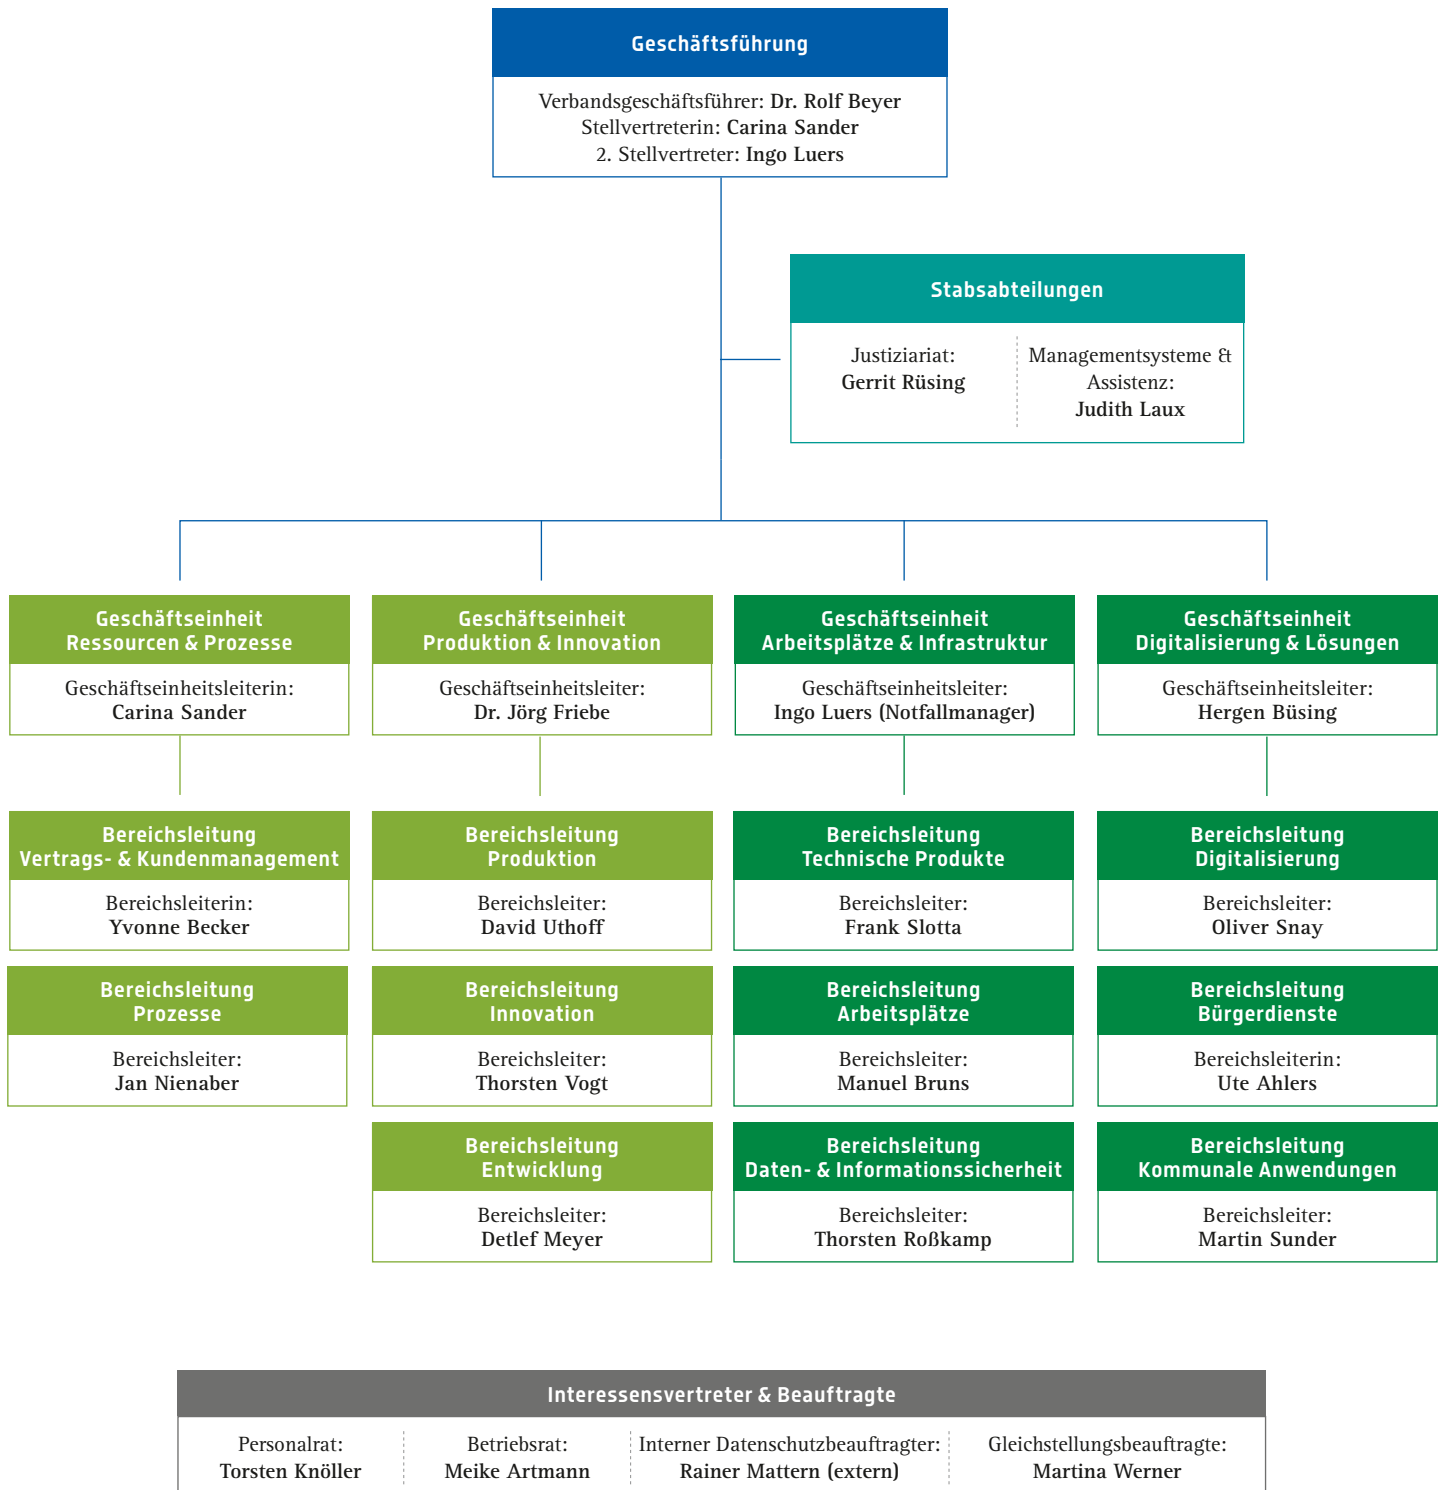 Geschäftsführung
Verbandsgeschäftsführer: Dr. Rolf Beyer
Stellvertreterin: Carina Sander
2. Stellvertreter: Ingo Luers
Stabsabteilungen
Justiziariat:
Gerrit Rüsing
Managementsysteme &
Assistenz:
Judith Laux
Geschäftseinheit
Ressourcen & Prozesse
Geschäftseinheitsleiterin:
Carina Sander
Geschäftseinheit
Produktion & Innovation
Geschäftseinheitsleiter:
Dr. Jörg Friebe
Geschäftseinheit
Arbeitsplätze & Infrastruktur
Geschäftseinheitsleiter:
Ingo Luers (Notfallmanager)
Geschäftseinheit
Digitalisierung & Lösungen
Geschäftseinheitsleiter:
Hergen Büsing
Bereichsleitung
Vertrags- & Kundenmanagement
Bereichsleiterin:
Yvonne Becker
Bereichsleitung
Produktion
Bereichsleiter:
David Uthoff
Bereichsleitung
Technische Produkte
Bereichsleiter:
Frank Slotta
Bereichsleitung
Digitalisierung
Bereichsleiter:
Oliver Snay
Bereichsleitung
Prozesse
Bereichsleiter:
Jan Nienaber
Bereichsleitung
Innovation
Bereichsleiter:
Thorsten Vogt
Bereichsleitung
Arbeitsplätze
Bereichsleiter:
Manuel Bruns
Bereichsleitung
Bürgerdienste
Bereichsleiterin:
Ute Ahlers
Bereichsleitung
Entwicklung
Bereichsleiter:
Detlef Meyer
Bereichsleitung
Daten- & Informationssicherheit
Bereichsleiter:
Thorsten Roßkamp
Bereichsleitung
Kommunale Anwendungen
Bereichsleiter:
Martin Sunder
Interessensvertreter & Beauftragte
Personalrat:
Torsten Knöller
Betriebsrat:
Meike Artmann
Interner Datenschutzbeauftragter:
Rainer Mattern (extern)
Gleichstellungsbeauftragte:
Martina Werner